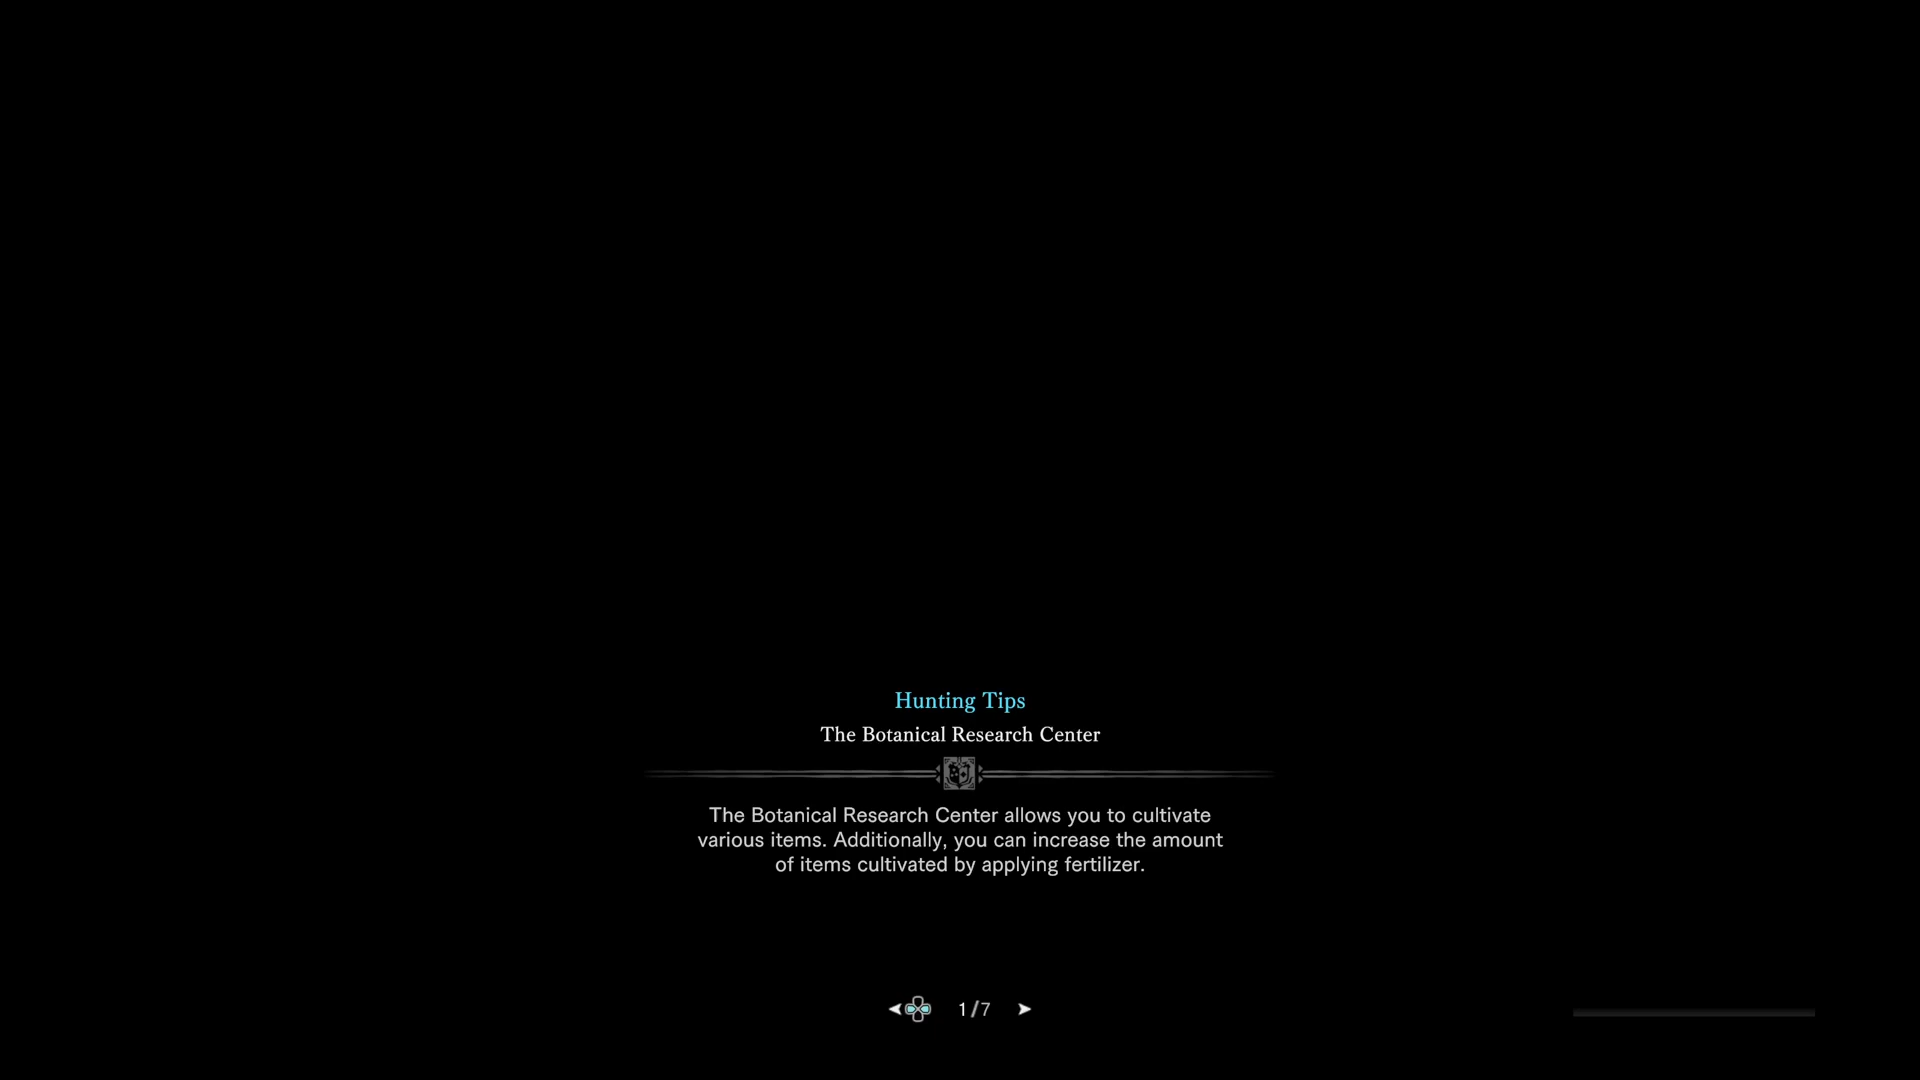 Hunting Tips
The Botanical Research Center
The Botanical Research Center allows you to cultivate
various items. Additionally, you can increase the amount
of items cultivated by applying fertilizer.
1/7